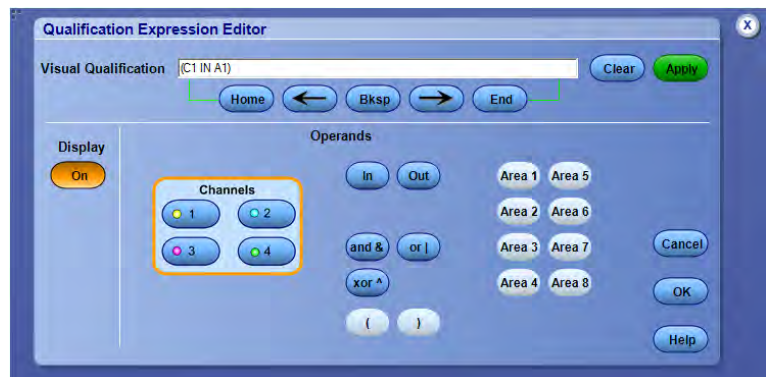 Qualification Expression Editor
X
Visual Qualification (C1 IN A1) Clear Apply
Home Bksp End
Display
On
Operands
Channels
1 2
3 4
In Out
and & or |
xor ^
( )
Area 1 Area 5
Area 2 Area 6
Area 3 Area 7
Area 4 Area 8
Cancel
OK
Help